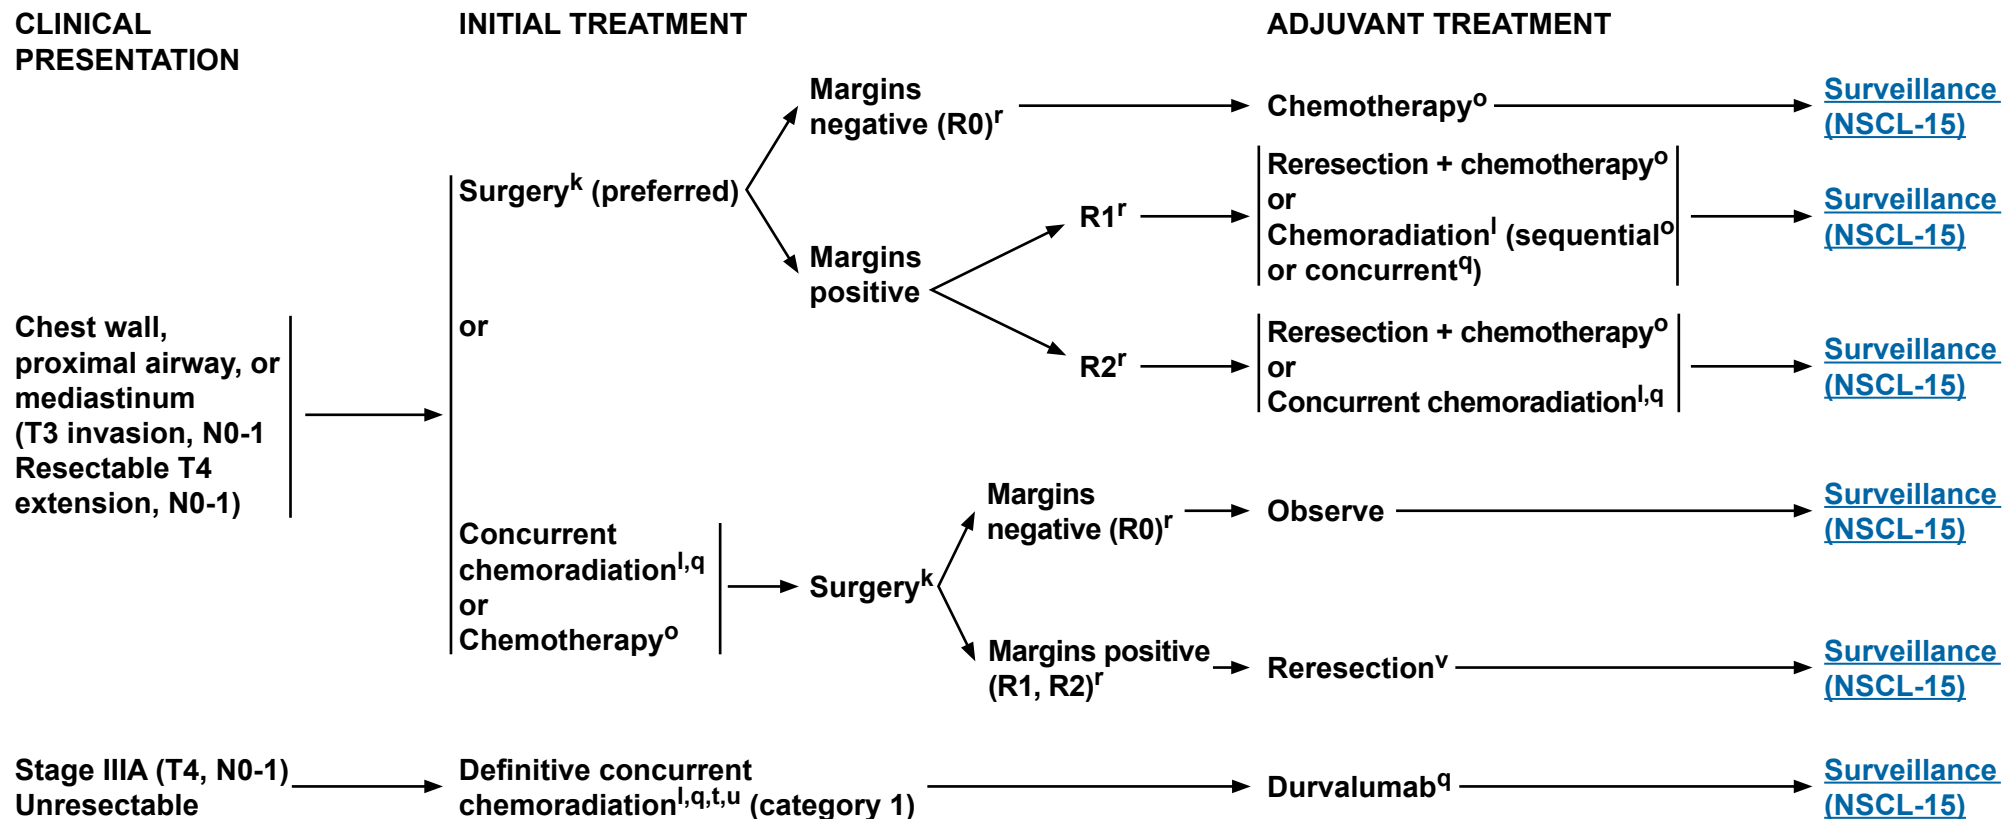 CLINICAL
PRESENTATION
INITIAL TREATMENT
ADJUVANT TREATMENT
Chest wall,
proximal airway, or
mediastinum
(T3 invasion, N0-1
Resectable T4
extension, N0-1)
Surgeryᵏ (preferred)
or
Concurrent
chemoradiationˡ,q
or
Chemotherapyᵒ
Margins
negative (R0)ʳ
Chemotherapyᵒ
Surveillance
(NSCL-15)
Margins
positive
R1ʳ
Reresection + chemotherapyᵒ
or
Chemoradiationˡ (sequentialᵒ
or concurrentq)
Surveillance
(NSCL-15)
R2ʳ
Reresection + chemotherapyᵒ
or
Concurrent chemoradiationˡ,q
Surveillance
(NSCL-15)
Surgeryᵏ
Margins
negative (R0)ʳ
Observe
Surveillance
(NSCL-15)
Margins positive
(R1, R2)ʳ
Reresectionᵛ
Surveillance
(NSCL-15)
Stage IIIA (T4, N0-1)
Unresectable
Definitive concurrent
chemoradiationˡ,q,t,u (category 1)
Durvalumabq
Surveillance
(NSCL-15)